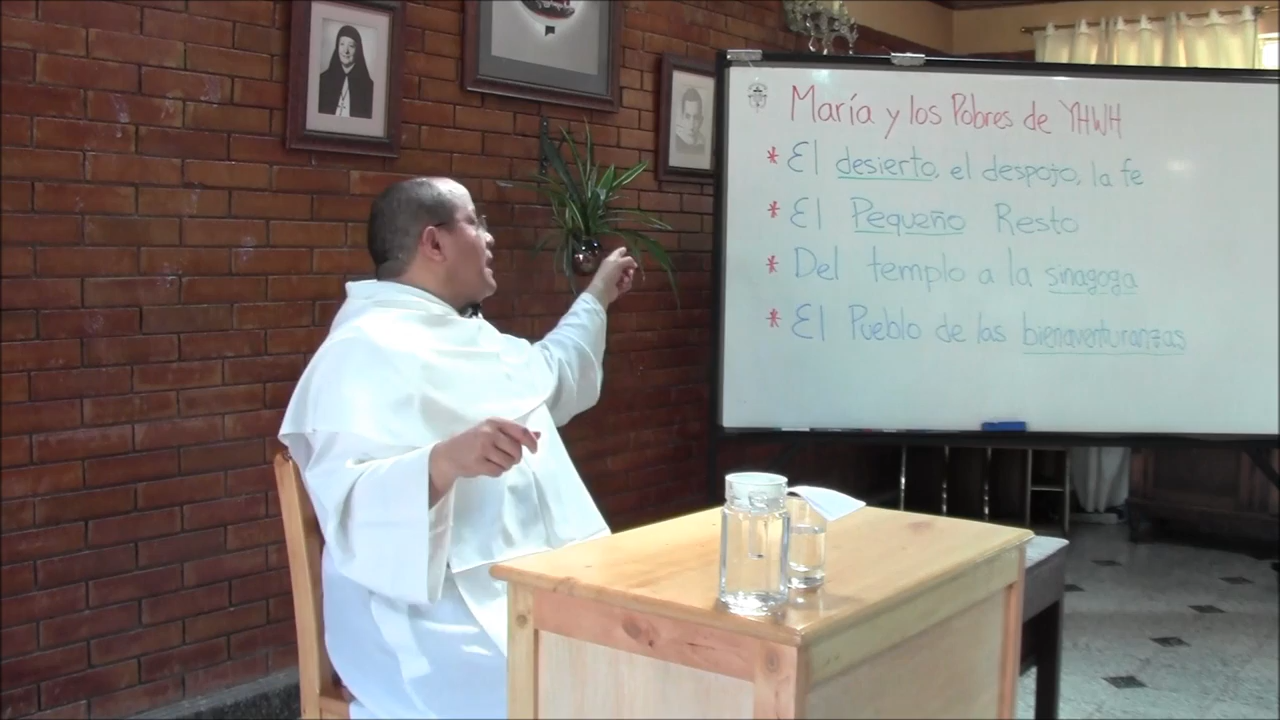 María y los Pobres de YHWH
* El desierto, el despojo, la fe
* El Pequeño Resto
* Del templo a la sinagoga
* El Pueblo de las bienaventuranzas